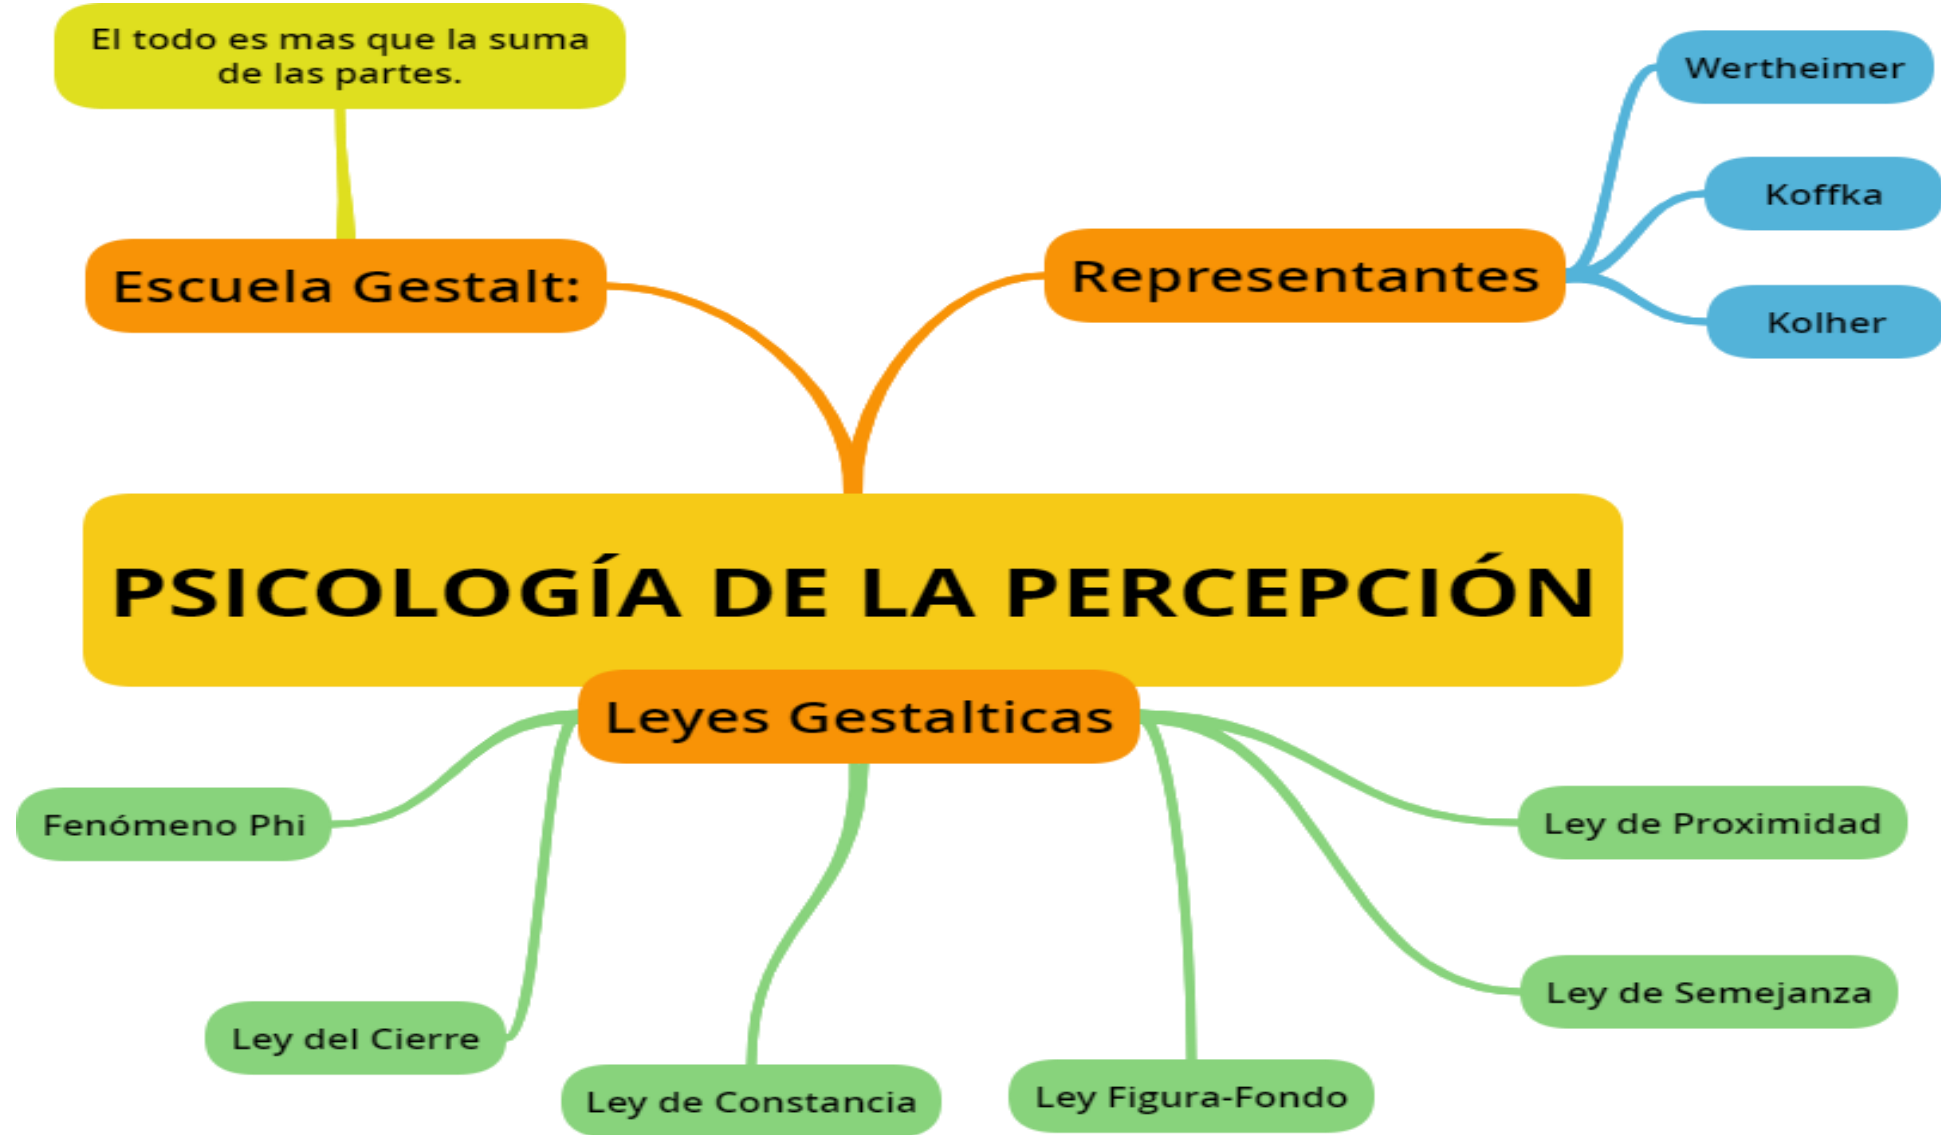 El todo es mas que la suma
de las partes.
Escuela Gestalt:
Representantes
Wertheimer
Koffka
Kolher
PSICOLOGÍA DE LA PERCEPCIÓN
Leyes Gestalticas
Fenómeno Phi
Ley del Cierre
Ley de Constancia
Ley Figura-Fondo
Ley de Proximidad
Ley de Semejanza